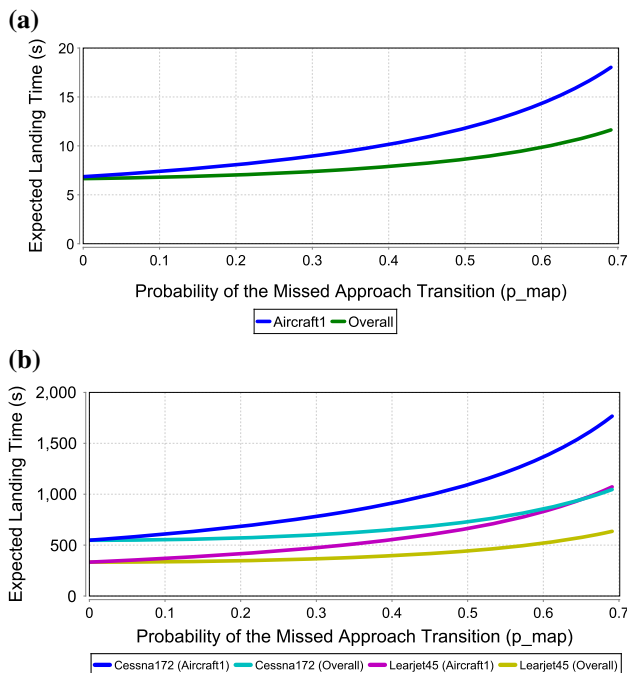 (a)
Expected Landing Time (s)
20
15
10
5
0
0 0.1 0.2 0.3 0.4 0.5 0.6 0.7
Probability of the Missed Approach Transition (p_map)
Aircraft1 Overall
(b)
Expected Landing Time (s)
2,000
1,500
1,000
500
0
0 0.1 0.2 0.3 0.4 0.5 0.6 0.7
Probability of the Missed Approach Transition (p_map)
Cessna172 (Aircraft1) Cessna172 (Overall) Learjet45 (Aircraft1) Learjet45 (Overall)